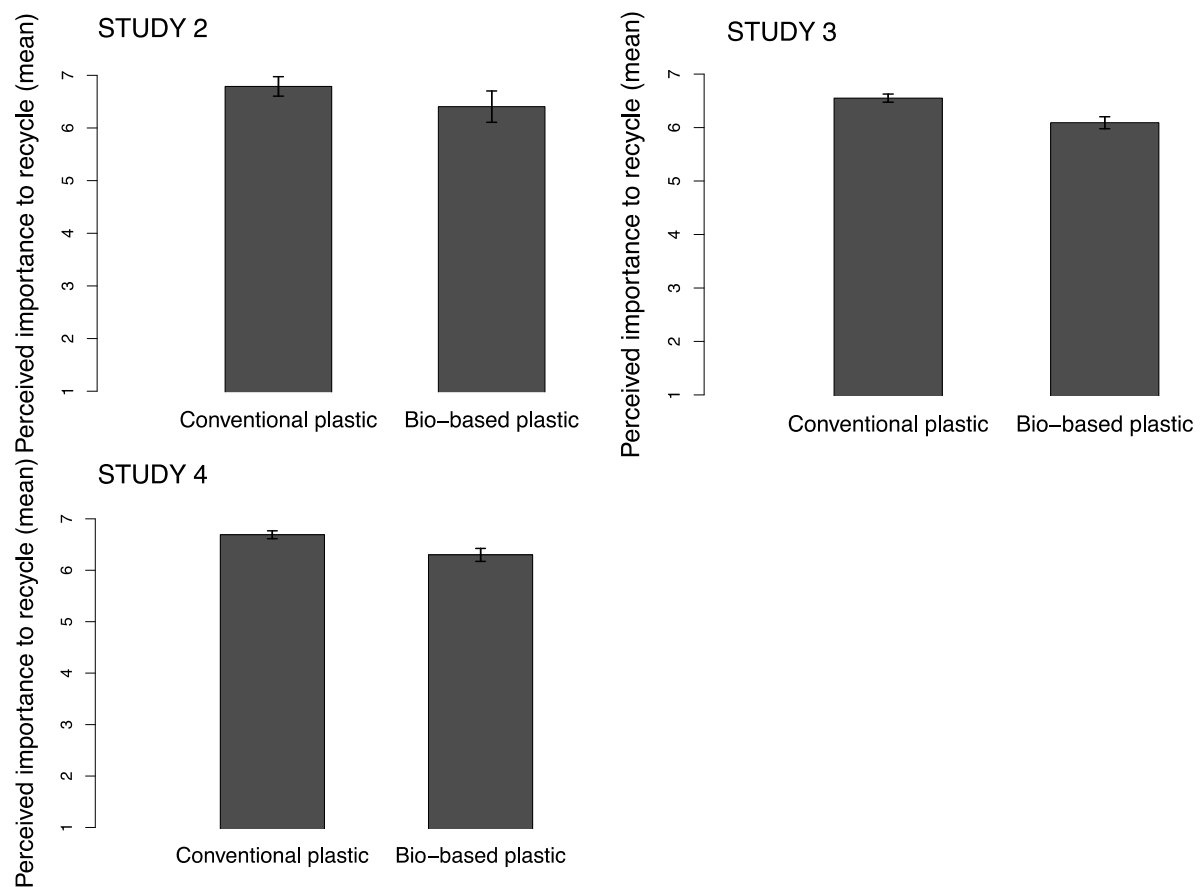 STUDY 2
Perceived importance to recycle (mean)
7
6
5
4
3
2
1
Conventional plastic
Bio−based plastic
STUDY 3
Perceived importance to recycle (mean)
7
6
5
4
3
2
1
Conventional plastic
Bio−based plastic
STUDY 4
Perceived importance to recycle (mean)
7
6
5
4
3
2
1
Conventional plastic
Bio−based plastic